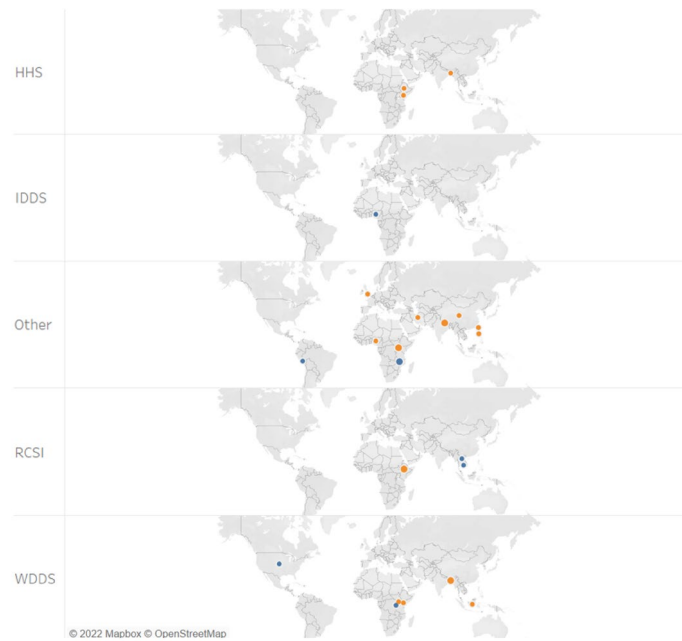 HHS
IDDS
Other
RCSI
WDDS
© 2022 Mapbox © OpenStreetMap